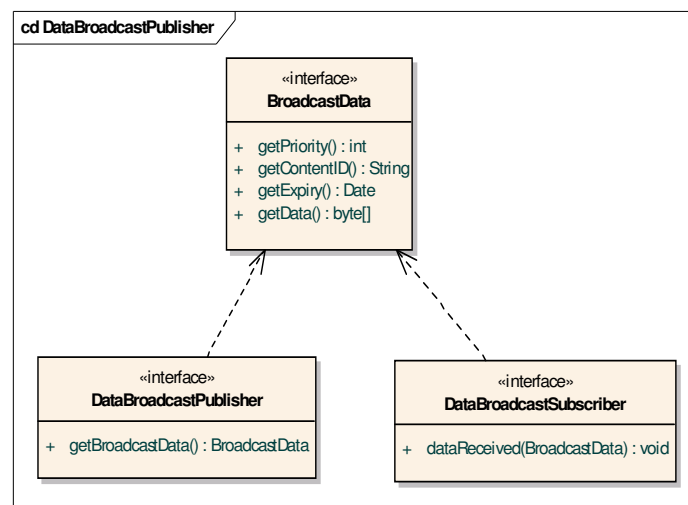 cd DataBroadcastPublisher
«interface»
BroadcastData
+ getPriority() : int
+ getContentID() : String
+ getExpiry() : Date
+ getData() : byte[]
«interface»
DataBroadcastPublisher
+ getBroadcastData() : BroadcastData
«interface»
DataBroadcastSubscriber
+ dataReceived(BroadcastData) : void